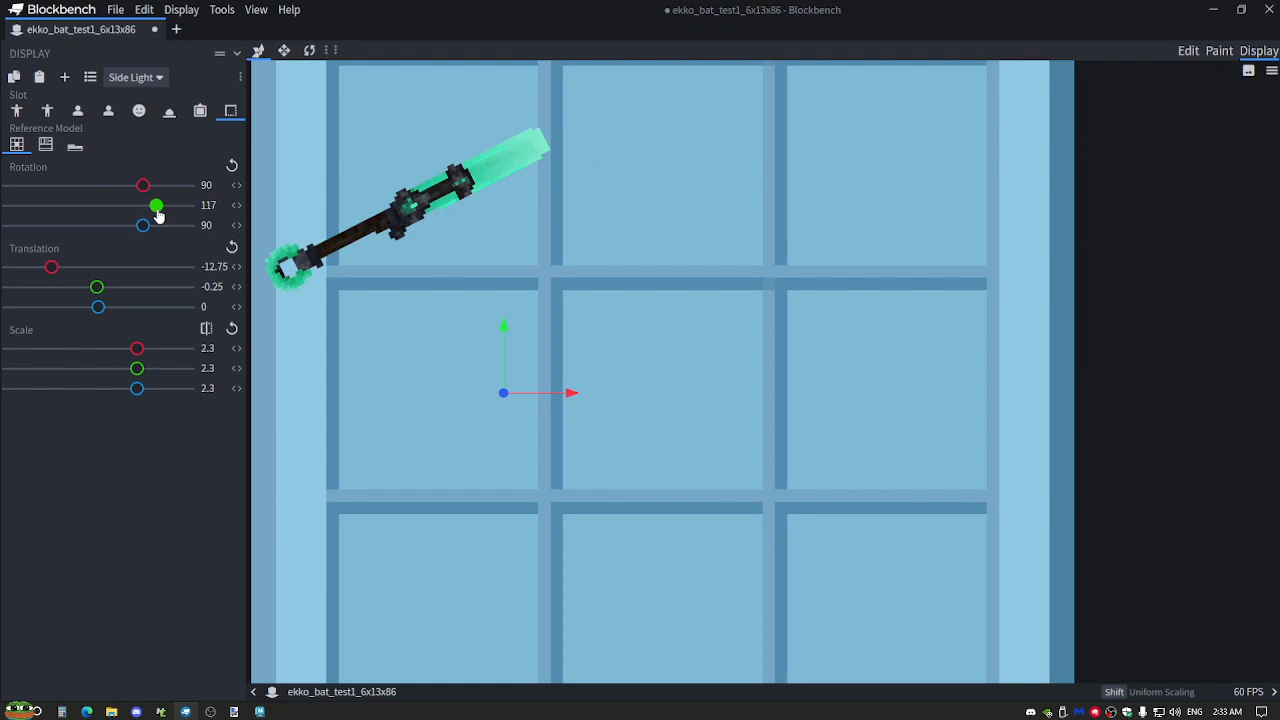 Blockbench File Edit Display Tools View Help
ekko_bat_test1_6x13x86 - Blockbench
ekko_bat_test1_6x13x86
DISPLAY
Edit Paint Display
Side Light
Slot
Reference Model
Rotation
90
117
90
Translation
-12.75
-0.25
0
Scale
2.3
2.3
2.3
ekko_bat_test1_6x13x86
Shift Uniform Scaling 60 FPS
ENG 2:33 AM